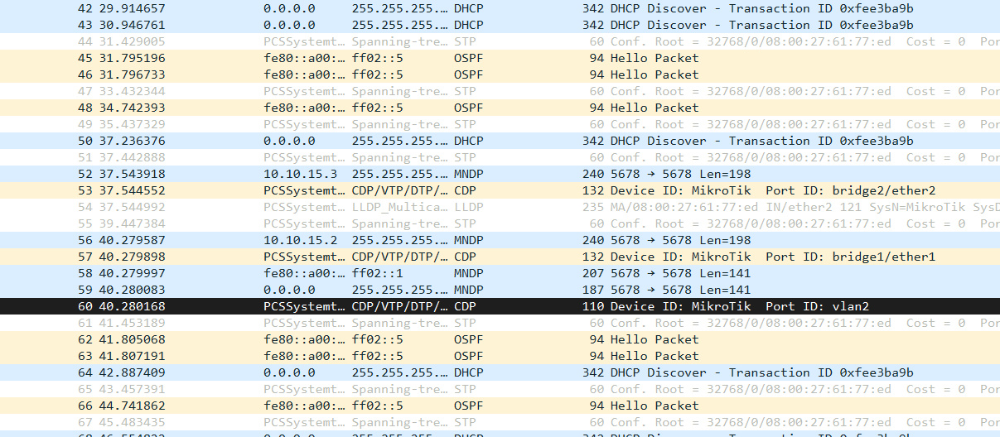 42 29.914657 0.0.0.0 255.255.255.… DHCP 342 DHCP Discover - Transaction ID 0xfee3ba9b
43 30.946761 0.0.0.0 255.255.255.… DHCP 342 DHCP Discover - Transaction ID 0xfee3ba9b
44 31.429005 PCSSystemt… Spanning-tre… STP 60 Conf. Root = 32768/0/08:00:27:61:77:ed Cost = 0 Por
45 31.795196 fe80::a00:… ff02::5 OSPF 94 Hello Packet
46 31.796733 fe80::a00:… ff02::5 OSPF 94 Hello Packet
47 33.432344 PCSSystemt… Spanning-tre… STP 60 Conf. Root = 32768/0/08:00:27:61:77:ed Cost = 0 Por
48 34.742393 fe80::a00:… ff02::5 OSPF 94 Hello Packet
49 35.437329 PCSSystemt… Spanning-tre… STP 60 Conf. Root = 32768/0/08:00:27:61:77:ed Cost = 0 Por
50 37.236376 0.0.0.0 255.255.255.… DHCP 342 DHCP Discover - Transaction ID 0xfee3ba9b
51 37.442888 PCSSystemt… Spanning-tre… STP 60 Conf. Root = 32768/0/08:00:27:61:77:ed Cost = 0 Por
52 37.543918 10.10.15.3 255.255.255.… MNDP 240 5678 → 5678 Len=198
53 37.544552 PCSSystemt… CDP/VTP/DTP/… CDP 132 Device ID: MikroTik Port ID: bridge2/ether2
54 37.544992 PCSSystemt… LLDP_Multica… LLDP 235 MA/08:00:27:61:77:ed IN/ether2 121 SysN=MikroTik SysD
55 39.447384 PCSSystemt… Spanning-tre… STP 60 Conf. Root = 32768/0/08:00:27:61:77:ed Cost = 0 Por
56 40.279587 10.10.15.2 255.255.255.… MNDP 240 5678 → 5678 Len=198
57 40.279898 PCSSystemt… CDP/VTP/DTP/… CDP 132 Device ID: MikroTik Port ID: bridge1/ether1
58 40.279997 fe80::a00:… ff02::1 MNDP 207 5678 → 5678 Len=141
59 40.280083 0.0.0.0 255.255.255.… MNDP 187 5678 → 5678 Len=141
60 40.280168 PCSSystemt… CDP/VTP/DTP/… CDP 110 Device ID: MikroTik Port ID: vlan2
61 41.453189 PCSSystemt… Spanning-tre… STP 60 Conf. Root = 32768/0/08:00:27:61:77:ed Cost = 0 Por
62 41.805068 fe80::a00:… ff02::5 OSPF 94 Hello Packet
63 41.807191 fe80::a00:… ff02::5 OSPF 94 Hello Packet
64 42.887409 0.0.0.0 255.255.255.… DHCP 342 DHCP Discover - Transaction ID 0xfee3ba9b
65 43.457391 PCSSystemt… Spanning-tre… STP 60 Conf. Root = 32768/0/08:00:27:61:77:ed Cost = 0 Por
66 44.741862 fe80::a00:… ff02::5 OSPF 94 Hello Packet
67 45.483435 PCSSystemt… Spanning-tre… STP 60 Conf. Root = 32768/0/08:00:27:61:77:ed Cost = 0 Por